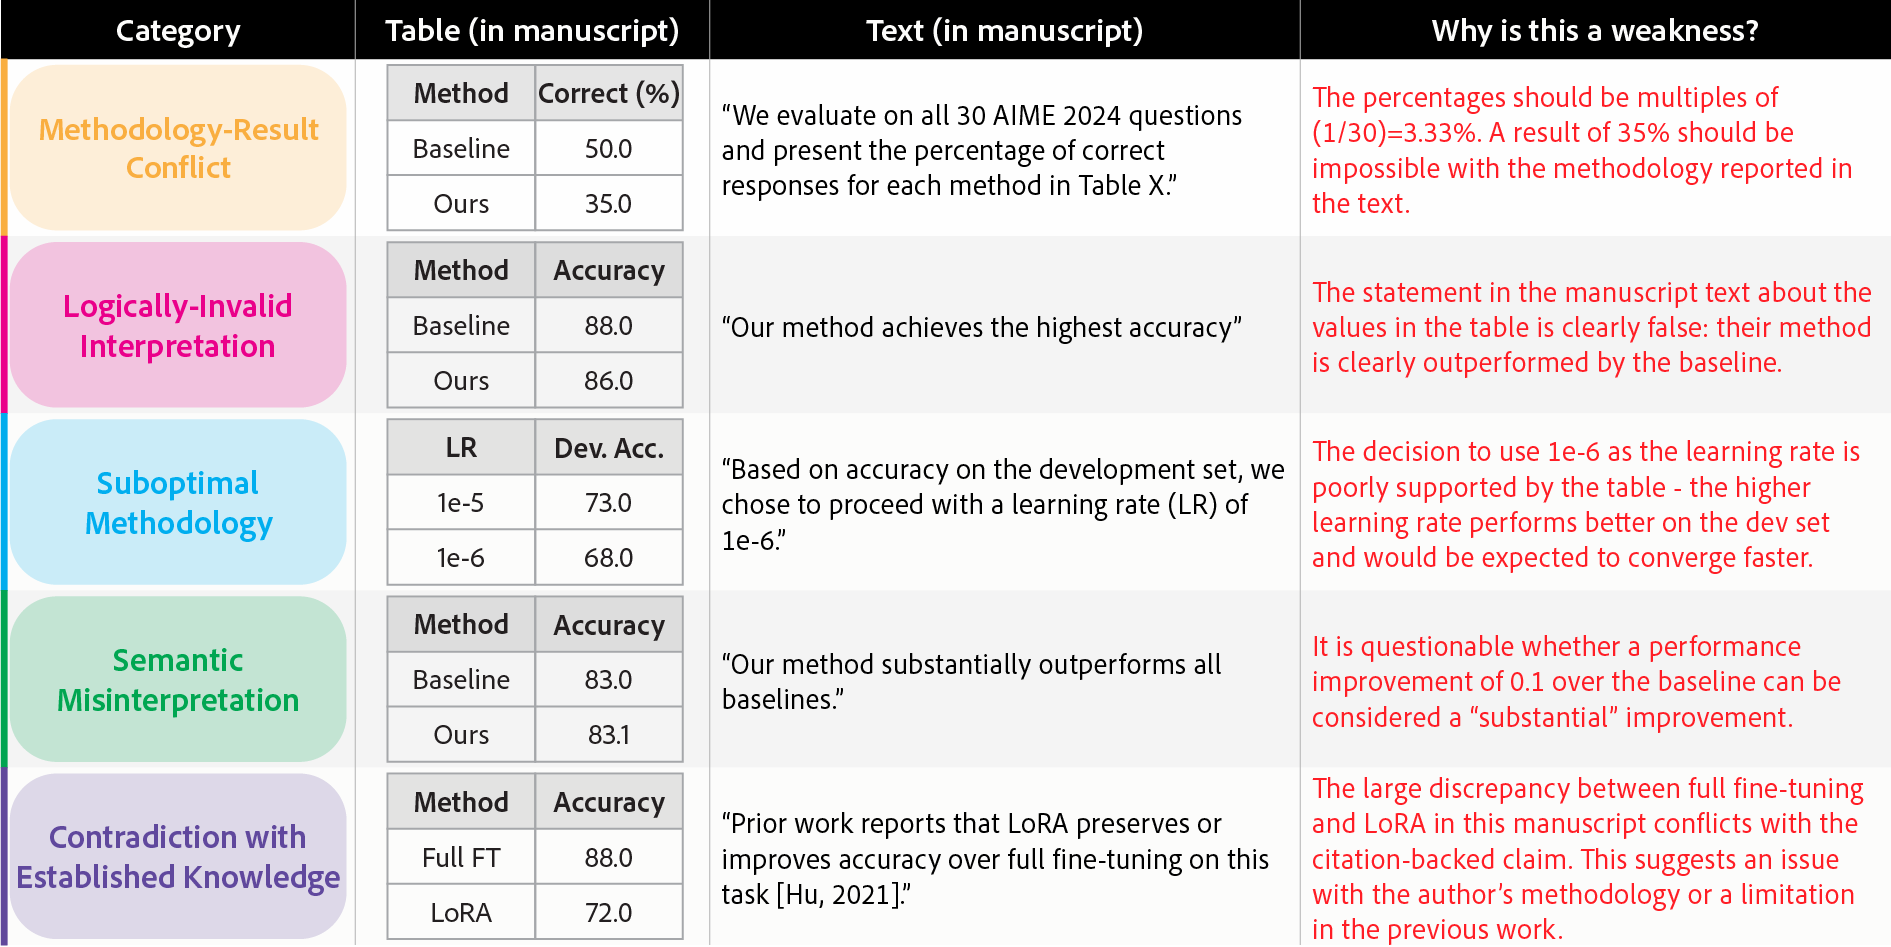 Category
Table (in manuscript)
Text (in manuscript)
Why is this a weakness?
Methodology-Result
Conflict
Method Correct (%)
Baseline 50.0
Ours 35.0
“We evaluate on all 30 AIME 2024 questions
and present the percentage of correct
responses for each method in Table X.”
The percentages should be multiples of
(1/30)=3.33%. A result of 35% should be
impossible with the methodology reported in
the text.
Logically-Invalid
Interpretation
Method Accuracy
Baseline 88.0
Ours 86.0
“Our method achieves the highest accuracy”
The statement in the manuscript text about the
values in the table is clearly false: their method
is clearly outperformed by the baseline.
Suboptimal
Methodology
LR Dev. Acc.
1e-5 73.0
1e-6 68.0
“Based on accuracy on the development set, we
chose to proceed with a learning rate (LR) of
1e-6.”
The decision to use 1e-6 as the learning rate is
poorly supported by the table - the higher
learning rate performs better on the dev set
and would be expected to converge faster.
Semantic
Misinterpretation
Method Accuracy
Baseline 83.0
Ours 83.1
“Our method substantially outperforms all
baselines.”
It is questionable whether a performance
improvement of 0.1 over the baseline can be
considered a “substantial” improvement.
Contradiction with
Established Knowledge
Method Accuracy
Full FT 88.0
LoRA 72.0
“Prior work reports that LoRA preserves or
improves accuracy over full fine-tuning on this
task [Hu, 2021].”
The large discrepancy between full fine-tuning
and LoRA in this manuscript conflicts with the
citation-backed claim. This suggests an issue
with the author’s methodology or a limitation
in the previous work.